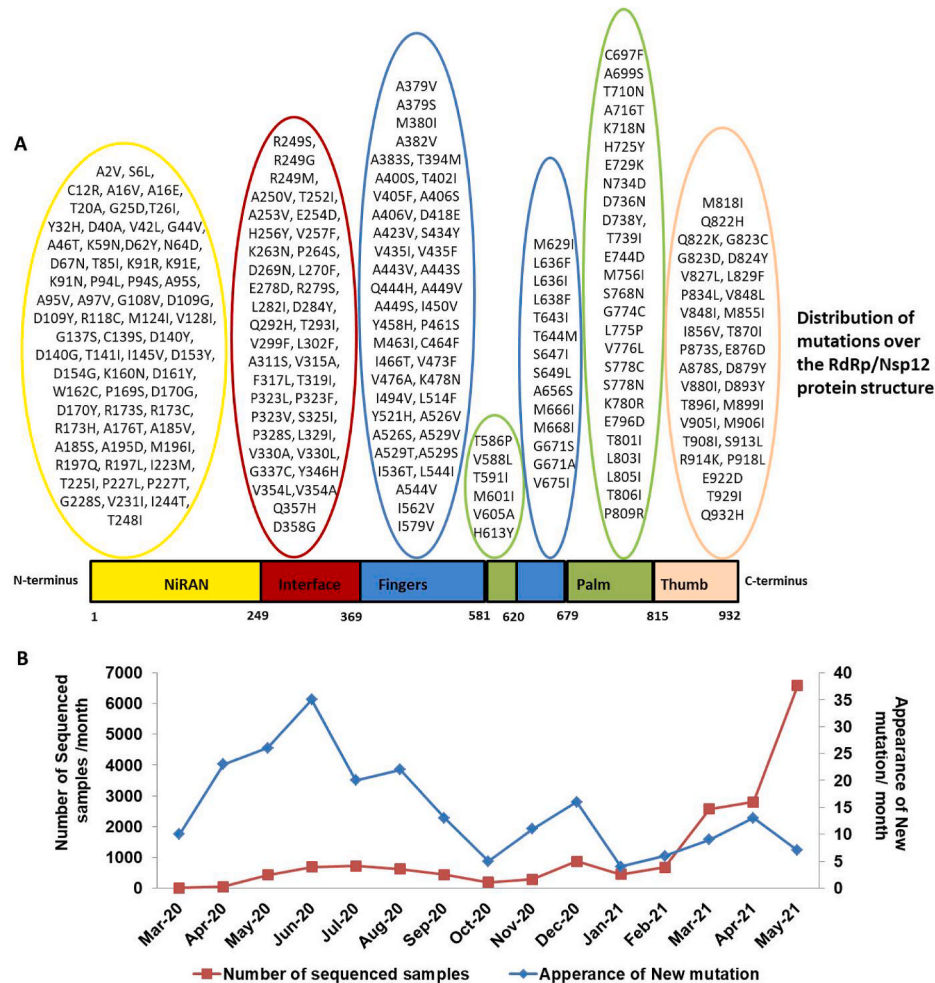 A
A2V, S6L,
C12R, A16V, A16E,
T20A, G25D,T26I,
Y32H, D40A, V42L, G44V,
A46T, K59N,D62Y, N64D,
D67N, T85I, K91R, K91E,
K91N, P94L, P94S, A95S,
A95V, A97V, G108V, D109G,
D109Y, R118C, M124I, V128I,
G137S, C139S, D140Y,
D140G, T141I, I145V, D153Y,
D154G, K160N, D161Y,
W162C, P169S, D170G,
D170Y, R173S, R173C,
R173H, A176T, A185V,
A185S, A195D, M196I,
R197Q, R197L, I223M,
T225I, P227L, P227T,
G228S, V231I, I244T,
T248I
R249S,
R249G
R249M,
A250V, T252I,
A253V, E254D,
H256Y, V257F,
K263N, P264S,
D269N, L270F,
E278D, R279S,
L282I, D284Y,
Q292H, T293I,
V299F, L302F,
A311S, V315A,
F317L, T319I,
P323L, P323F,
P323V, S325I,
P328S, L329I,
V330A, V330L,
G337C, Y346H
V354L,V354A
Q357H
D358G
A379V
A379S
M380I
A382V
A383S, T394M
A400S, T402I
V405F, A406S
A406V, D418E
A423V, S434Y
V435I, V435F
A443V, A443S
Q444H, A449V
A449S, I450V
Y458H, P461S
M463I, C464F
I466T, V473F
V476A, K478N
I494V, L514F
Y521H, A526V
A526S, A529V
A529T, A529S
I536T, L544I
A544V
I562V
I579V
T586P
V588L
T591I
M601I
V605A
H613Y
M629I
L636F
L636I
L638F
T643I
T644M
S647I
S649L
A656S
M666I
M668I
G671S
G671A
V675I
C697F
A699S
T710N
A716T
K718N
H725Y
E729K
N734D
D736N
D738Y,
T739I
E744D
M756I
S768N
G774C
L775P
V776L
S778C
S778N
K780R
E796D
T801I
L803I
L805I
T806I
P809R
M818I
Q822H
Q822K, G823C
G823D, D824Y
V827L, L829F
P834L, V848L
V848I, M855I
I856V, T870I
P873S, E876D
A878S, D879Y
V880I, D893Y
T896I, M899I
V905I, M906I
T908I, S913L
R914K, P918L
E922D
T929I
Q932H
Distribution of
mutations over
the RdRp/Nsp12
protein structure
N-terminus NiRAN Interface Fingers Palm Thumb C-terminus
1 249 369 581 620 679 815 932
B
Number of Sequenced
samples /month
7000
6000
5000
4000
3000
2000
1000
0
40
35
30
25
20
15
10
5
0
Appearance of New
mutation/ month
Mar-20 Apr-20 May-20 Jun-20 Jul-20 Aug-20 Sep-20 Oct-20 Nov-20 Dec-20 Jan-21 Feb-21 Mar-21 Apr-21 May-21
Number of sequenced samples Apperance of New mutation